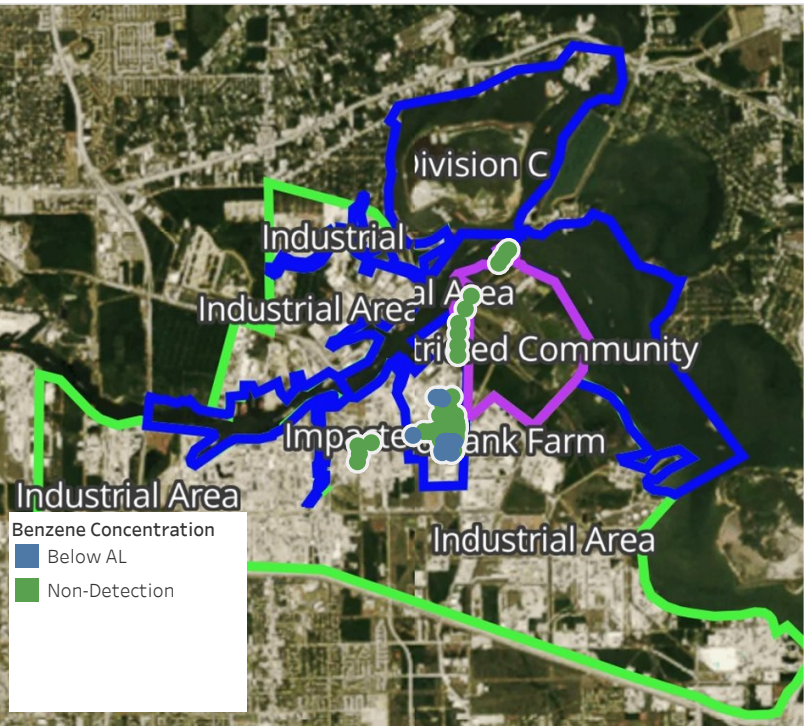 Division C
Industrial
al Area
Industrial Area
tricted Community
Impacted Tank Farm
Industrial Area
Industrial Area
Benzene Concentration
Below AL
Non-Detection